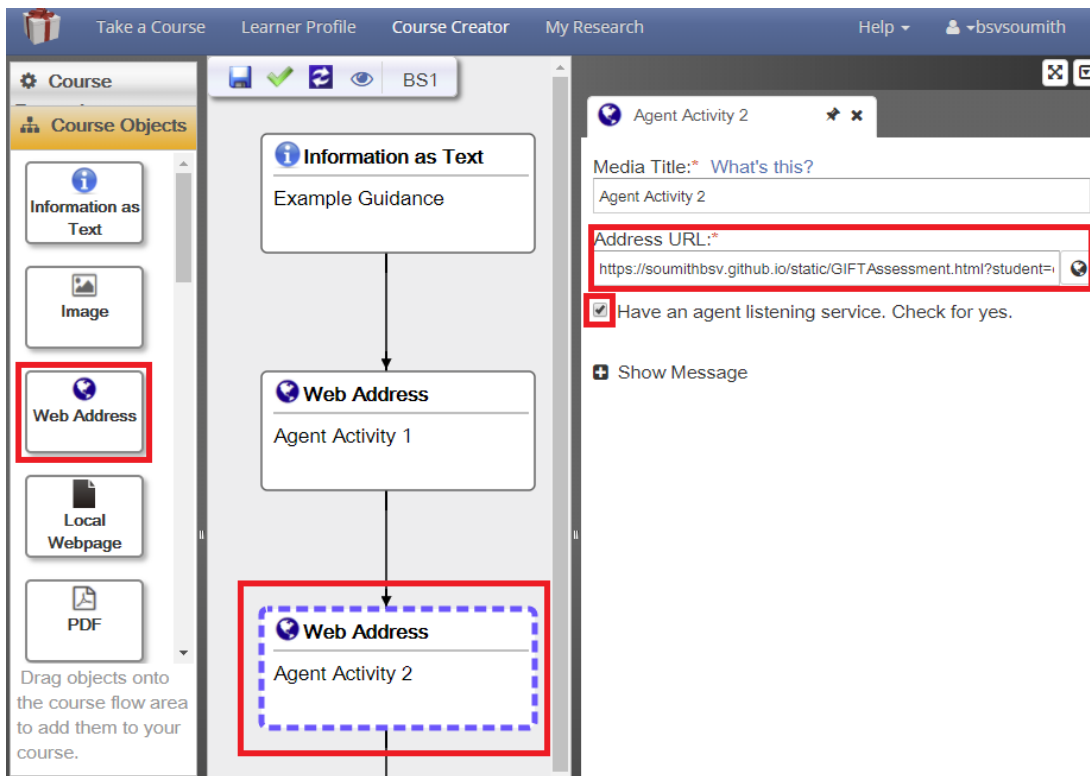 Take a Course Learner Profile Course Creator My Research Help bsvsoumith
Course
Course Objects
Information as
Text
Image
Web Address
Local
Webpage
PDF
Drag objects onto
the course flow area
to add them to your
course.
BS1
Information as Text
Example Guidance
Web Address
Agent Activity 1
Web Address
Agent Activity 2
Agent Activity 2
Media Title:* What's this?
Agent Activity 2
Address URL:*
https://soumithbsv.github.io/static/GIFTAssessment.html?student=
Have an agent listening service. Check for yes.
Show Message